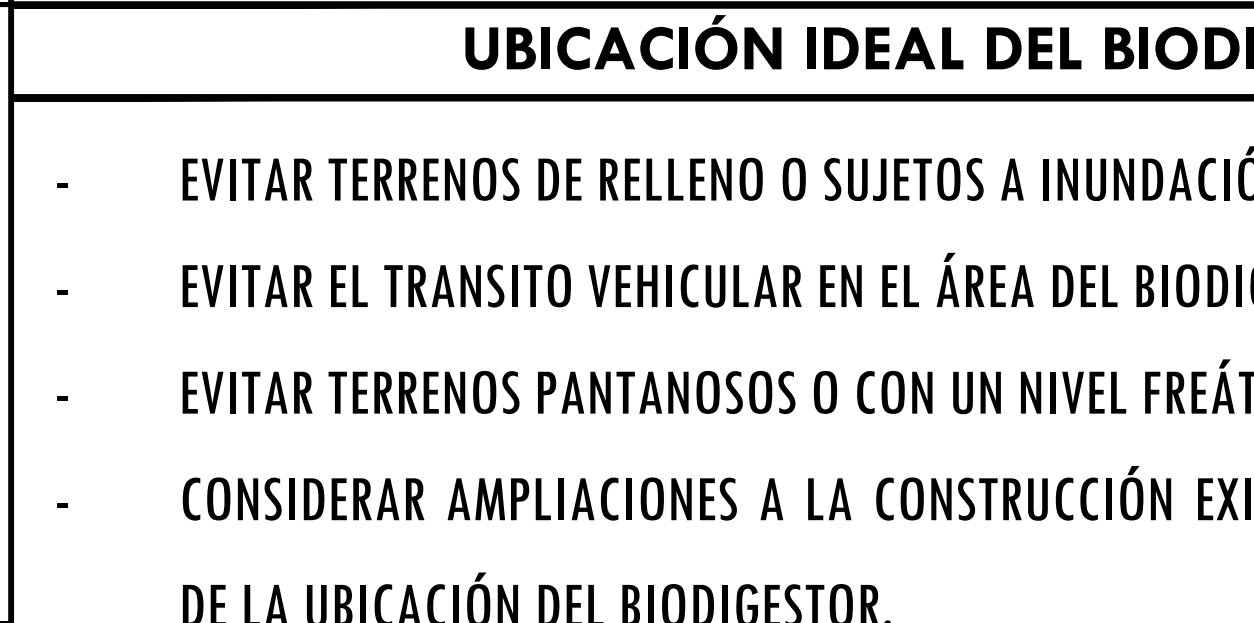 UBICACIÓN IDEAL DEL BIODI
- EVITAR TERRENOS DE RELLENO O SUJETOS A INUNDACIÓ
- EVITAR EL TRANSITO VEHICULAR EN EL ÁREA DEL BIODIG
- EVITAR TERRENOS PANTANOSOS O CON UN NIVEL FREÁT
- CONSIDERAR AMPLIACIONES A LA CONSTRUCCIÓN EXI
DE LA UBICACIÓN DEL BIODIGESTOR.